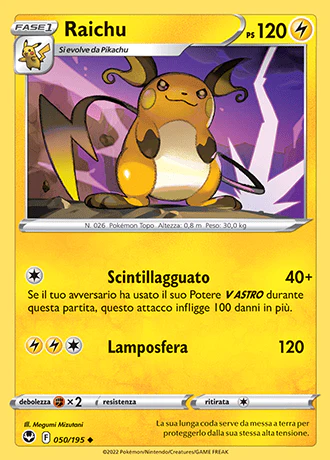 FASE 1
Raichu
PS 120
Si evolve da Pikachu
N. 026 Pokémon Topo. Altezza: 0,8 m Peso: 30,0 kg
Scintillagguato 40+
Se il tuo avversario ha usato il suo Potere V ASTRO durante
questa partita, questo attacco infligge 100 danni in più.
Lamposfera 120
debolezza ×2 resistenza ritirata
Ill. Megumi Mizutani
F 050/195 ◆
La sua lunga coda serve da messa a terra per
proteggerlo dalla sua stessa alta tensione.
©2022 Pokémon/Nintendo/Creatures/GAME FREAK